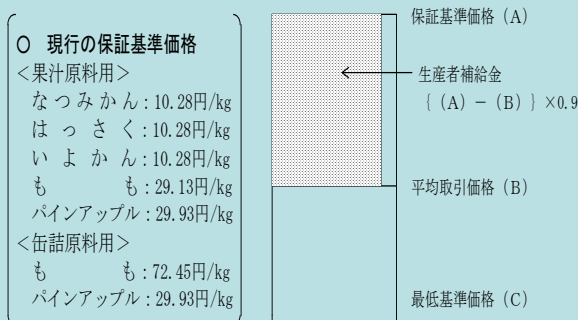 ○ 現行の保証基準価格
＜果汁原料用＞
なつみかん：10.28円/kg
はっさく：10.28円/kg
いよかん：10.28円/kg
もも：29.13円/kg
パインアップル：29.93円/kg
＜缶詰原料用＞
もも：72.45円/kg
パインアップル：29.93円/kg
保証基準価格（A）
生産者補給金
｛（A）－（B）｝×0.9
平均取引価格（B）
最低基準価格（C）